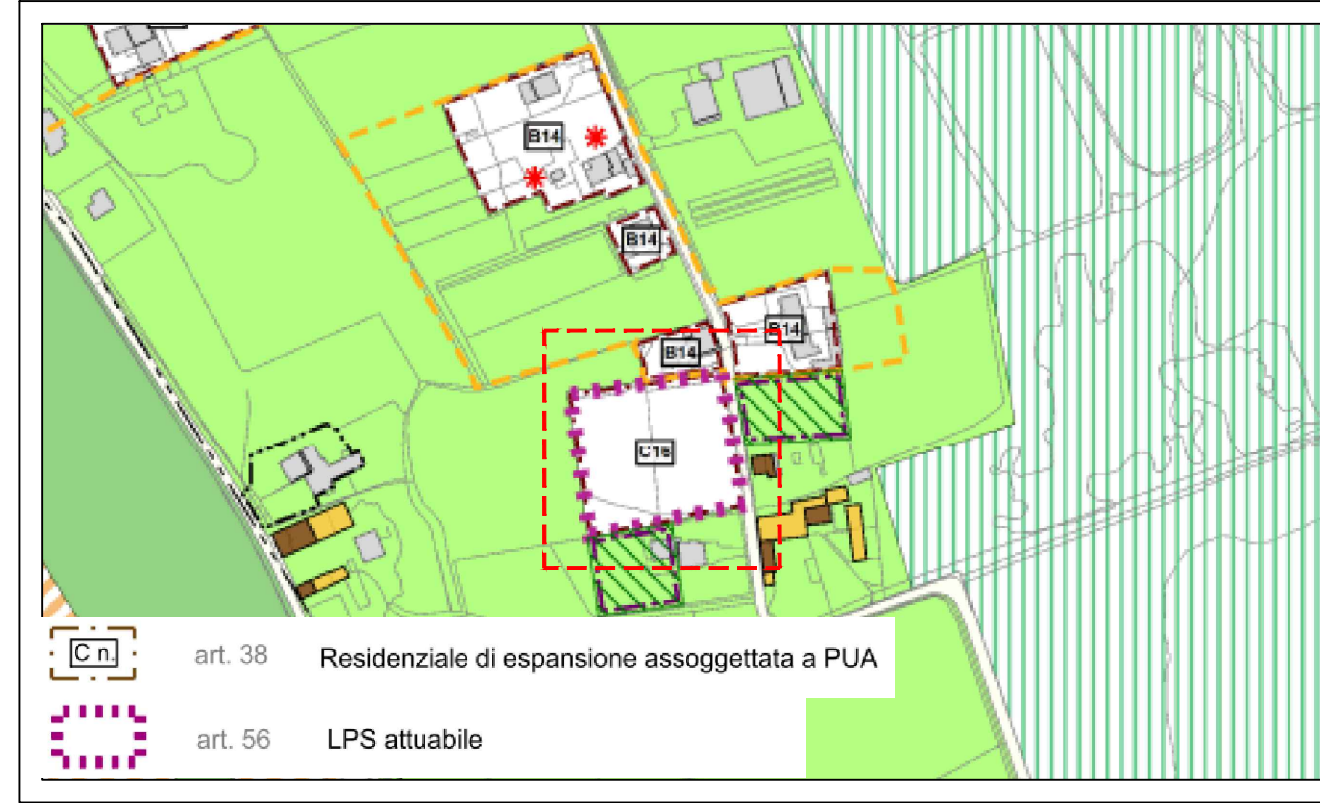 B14
B14
B14
B14
C16
C n. art. 38 Residenziale di espansione assoggettata a PUA
art. 56 LPS attuabile